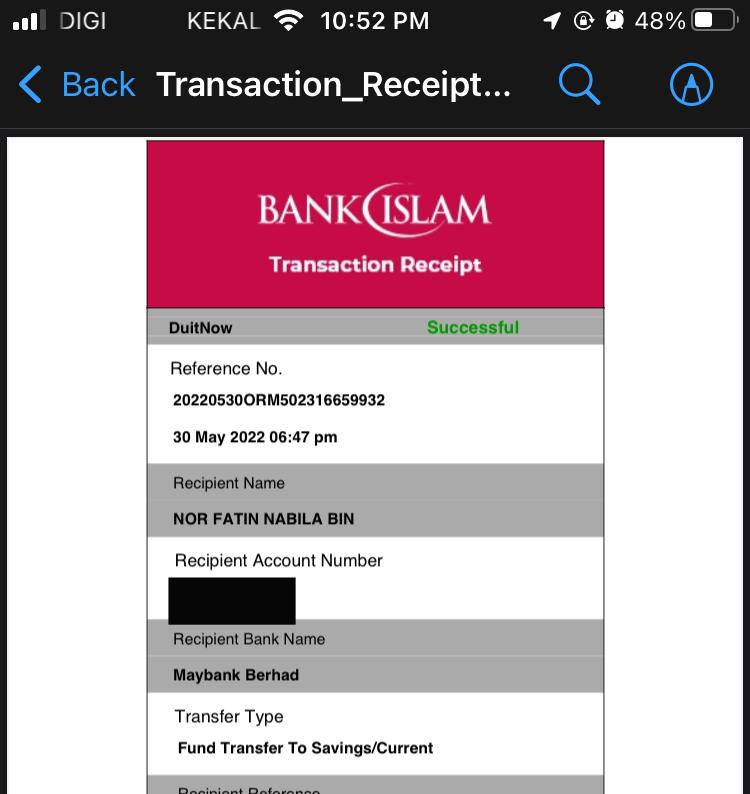 DIGI KEKAL 10:52 PM 48%
Back Transaction_Receipt...
BANK ISLAM
Transaction Receipt
DuitNow Successful
Reference No.
20220530ORM502316659932
30 May 2022 06:47 pm
Recipient Name
NOR FATIN NABILA BIN
Recipient Account Number
Recipient Bank Name
Maybank Berhad
Transfer Type
Fund Transfer To Savings/Current
Recipient Reference